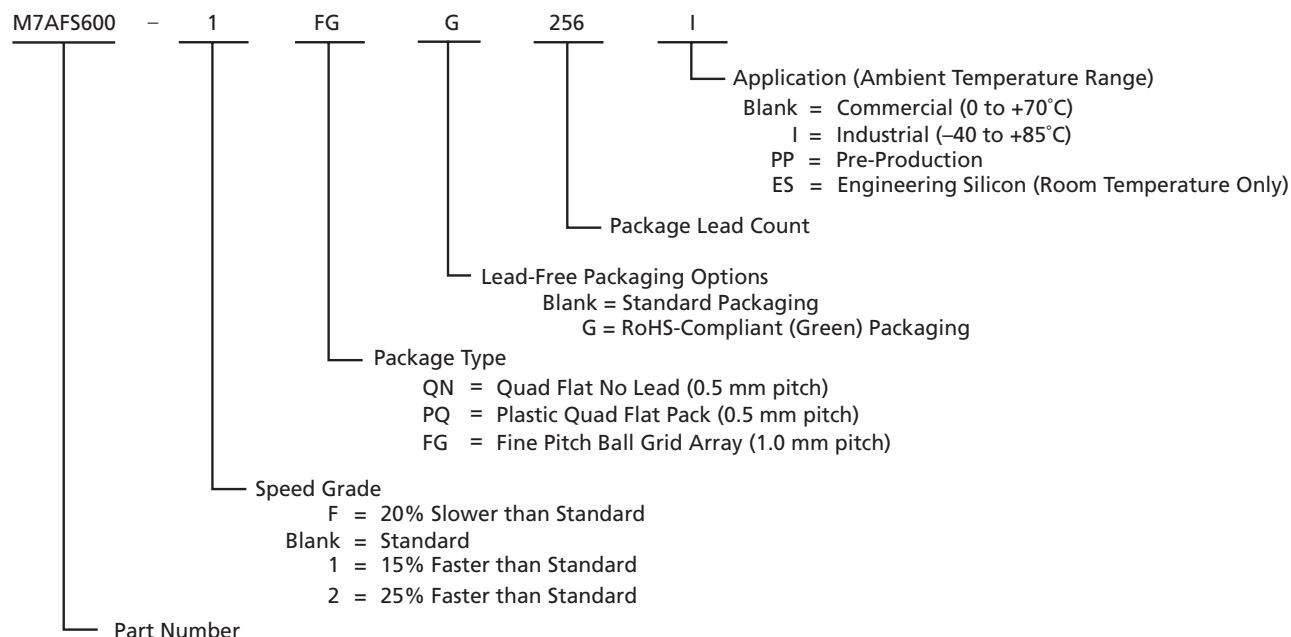 M7AFS600 – 1 FG G 256 I
Application (Ambient Temperature Range)
Blank = Commercial (0 to +70˚C)
I = Industrial (–40 to +85˚C)
PP = Pre-Production
ES = Engineering Silicon (Room Temperature Only)
Package Lead Count
Lead-Free Packaging Options
Blank = Standard Packaging
G = RoHS-Compliant (Green) Packaging
Package Type
QN = Quad Flat No Lead (0.5 mm pitch)
PQ = Plastic Quad Flat Pack (0.5 mm pitch)
FG = Fine Pitch Ball Grid Array (1.0 mm pitch)
Speed Grade
F = 20% Slower than Standard
Blank = Standard
1 = 15% Faster than Standard
2 = 25% Faster than Standard
Part Number